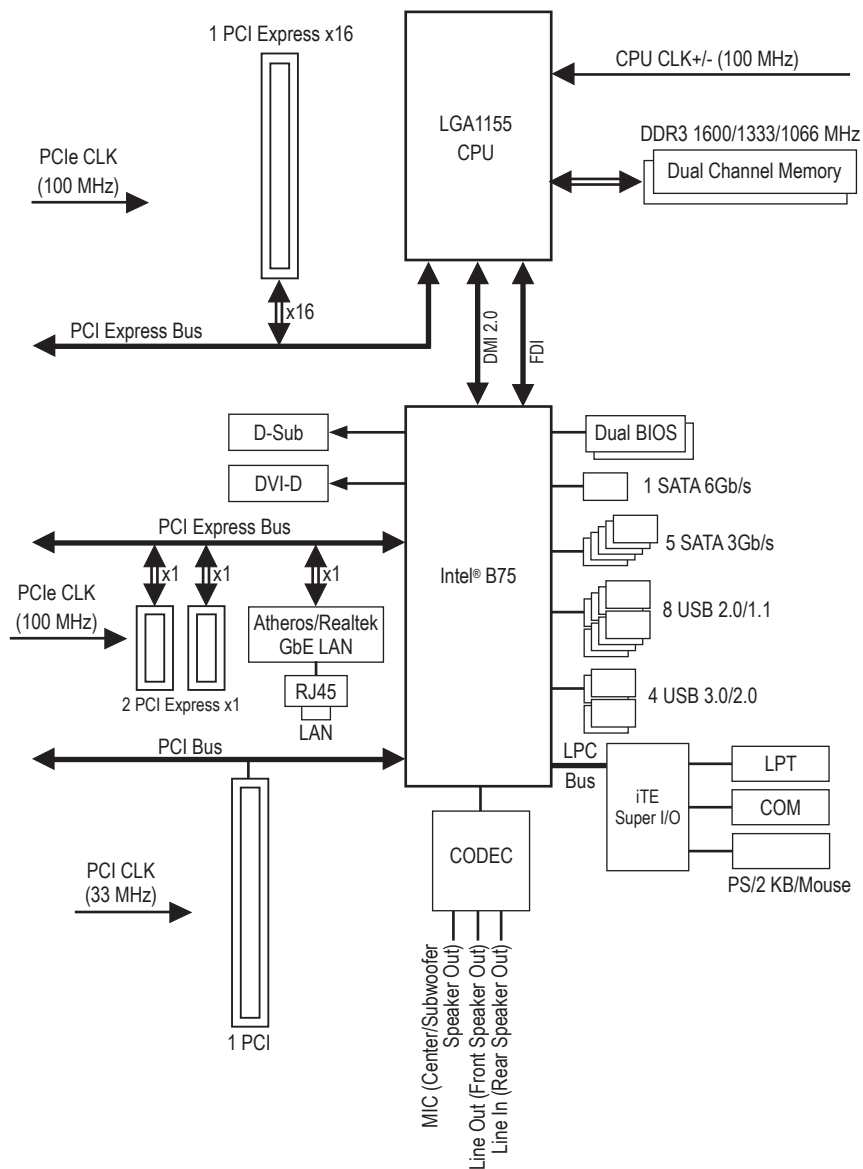 1 PCI Express x16
CPU CLK+/- (100 MHz)
LGA1155
CPU
DDR3 1600/1333/1066 MHz
Dual Channel Memory
PCIe CLK
(100 MHz)
x16
PCI Express Bus
DMI 2.0
FDI
D-Sub
Dual BIOS
DVI-D
1 SATA 6Gb/s
PCI Express Bus
5 SATA 3Gb/s
x1
x1
x1
Intel® B75
PCIe CLK
(100 MHz)
Atheros/Realtek
GbE LAN
8 USB 2.0/1.1
RJ45
2 PCI Express x1
4 USB 3.0/2.0
LAN
PCI Bus
LPC
Bus
iTE
Super I/O
LPT
COM
PS/2 KB/Mouse
CODEC
PCI CLK
(33 MHz)
1 PCI
MIC (Center/Subwoofer
Speaker Out)
Line Out (Front Speaker Out)
Line In (Rear Speaker Out)